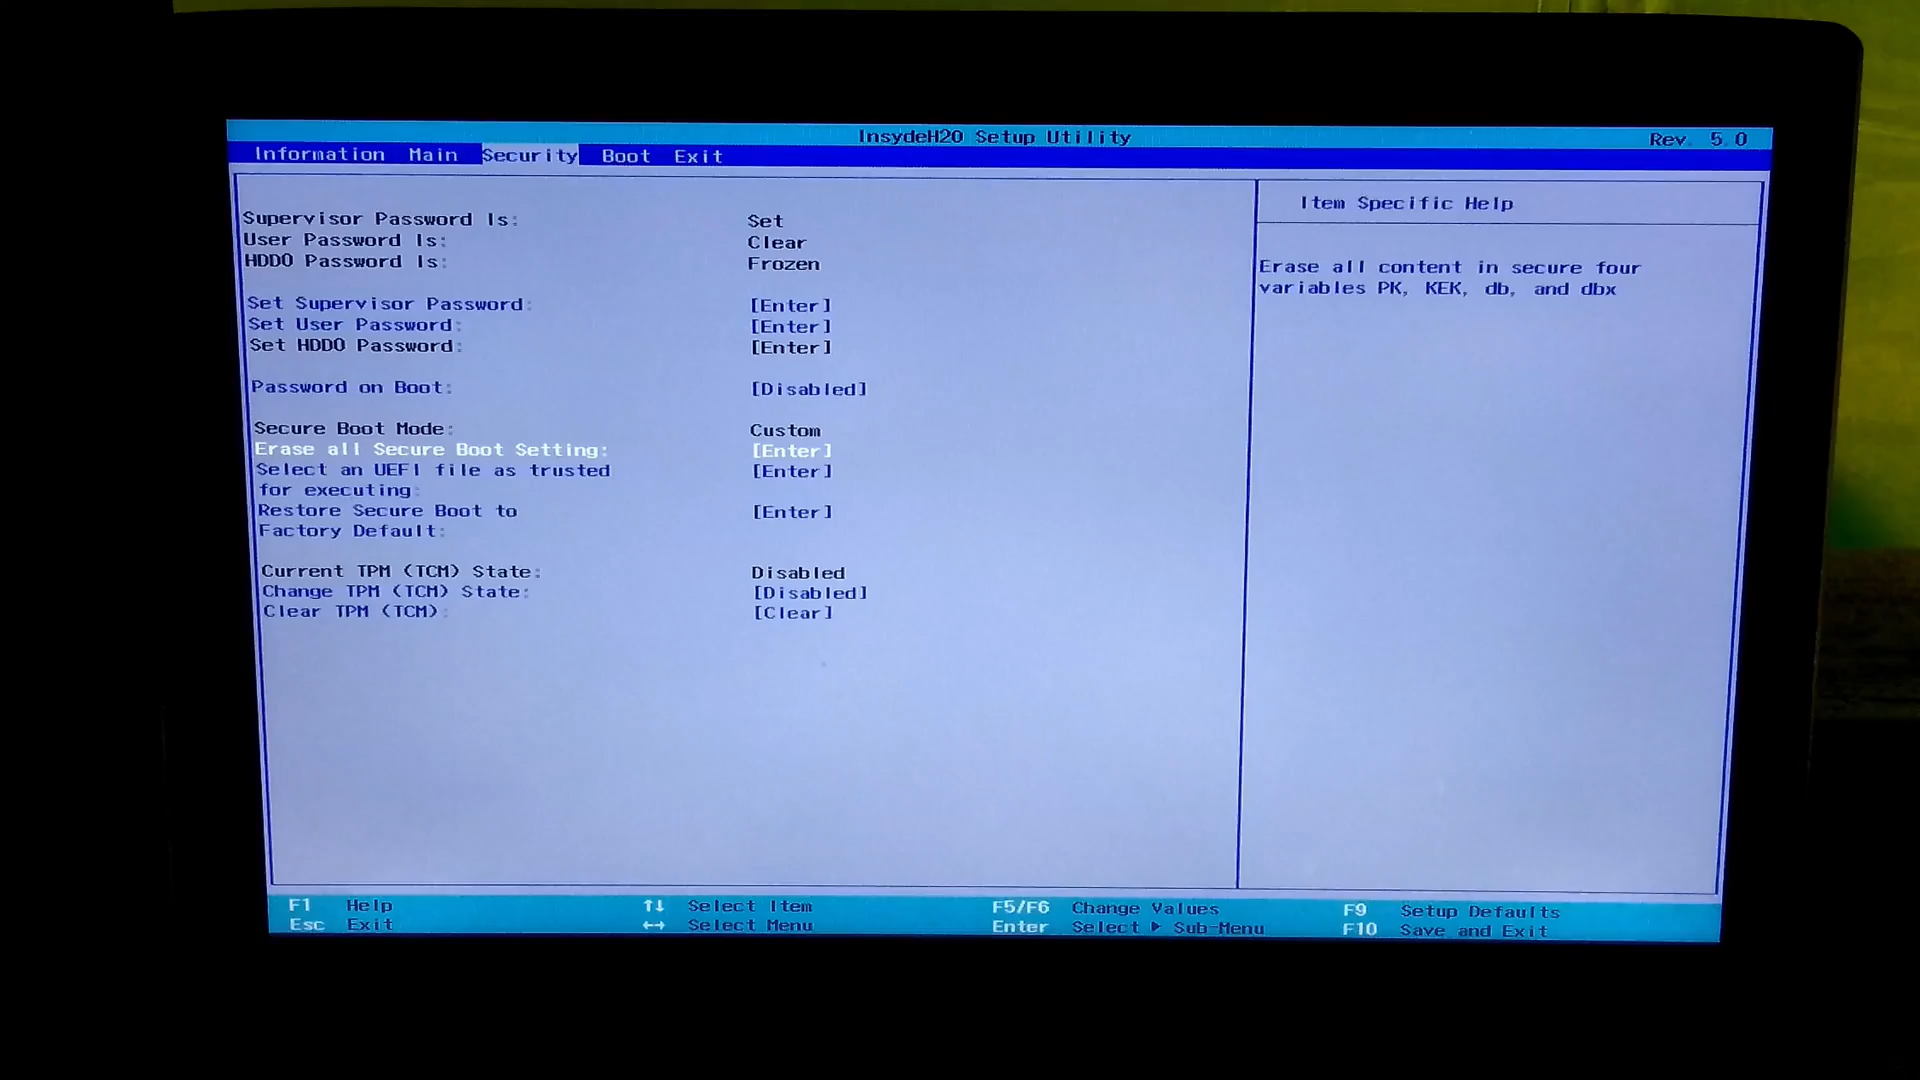 InsydeH20 Setup Utility
Rev. 5.0
Information Main Security Boot Exit
Supervisor Password Is: Set
User Password Is: Clear
HDD0 Password Is: Frozen
Set Supervisor Password: [Enter]
Set User Password: [Enter]
Set HDD0 Password: [Enter]
Password on Boot: [Disabled]
Secure Boot Mode: Custom
Erase all Secure Boot Setting: [Enter]
Select an UEFI file as trusted [Enter]
for executing:
Restore Secure Boot to [Enter]
Factory Default:
Current TPM (TCM) State: Disabled
Change TPM (TCM) State: [Disabled]
Clear TPM (TCM): [Clear]
Item Specific Help
Erase all content in secure four
variables PK, KEK, db, and dbx
F1 Help ↑↓ Select Item F5/F6 Change Values F9 Setup Defaults
Esc Exit ←→ Select Menu Enter Select ▶ Sub-Menu F10 Save and Exit